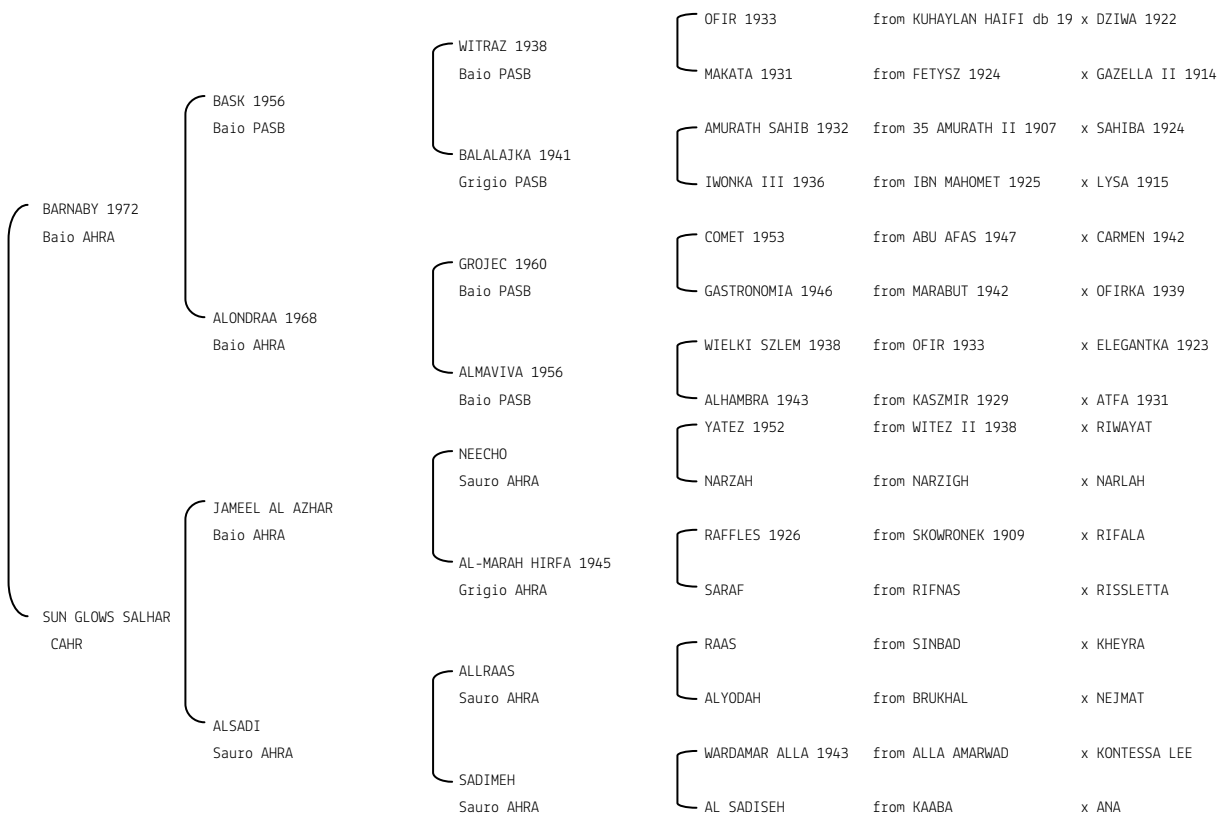 OFIR 1933 from KUHAYLAN HAIFI db 19 x DZIWA 1922
WITRAZ 1938
Baio PASB MAKATA 1931 from FETYSZ 1924 x GAZELLA II 1914
BASK 1956
Baio PASB AMURATH SAHIB 1932 from 35 AMURATH II 1907 x SAHIBA 1924
BALALAJKA 1941
Grigio PASB IWONKA III 1936 from IBN MAHOMET 1925 x LYSA 1915
BARNABY 1972
Baio AHRA COMET 1953 from ABU AFAS 1947 x CARMEN 1942
GROJEC 1960
Baio PASB GASTRONOMIA 1946 from MARABUT 1942 x OFIRKA 1939
ALONDRAA 1968
Baio AHRA WIELKI SZLEM 1938 from OFIR 1933 x ELEGANTKA 1923
ALMAVIVA 1956
Baio PASB ALHAMBRA 1943 from KASZMIR 1929 x ATFA 1931
YATEZ 1952 from WITEZ II 1938 x RIWAYAT
NEECHO
Sauro AHRA NARZAH from NARZIGH x NARLAH
JAMEEL AL AZHAR
Baio AHRA RAFFLES 1926 from SKOWRONEK 1909 x RIFALA
AL-MARAH HIRFA 1945
Grigio AHRA SARAF from RIFNAS x RISSLETTA
SUN GLOWS SALHAR
CAHR RAAS from SINBAD x KHEYRA
ALLRAAS
Sauro AHRA ALYODAH from BRUKHAL x NEJMAT
ALSADI
Sauro AHRA WARDAMAR ALLA 1943 from ALLA AMARWAD x KONTESSA LEE
SADIMEH
Sauro AHRA AL SADISEH from KAABA x ANA